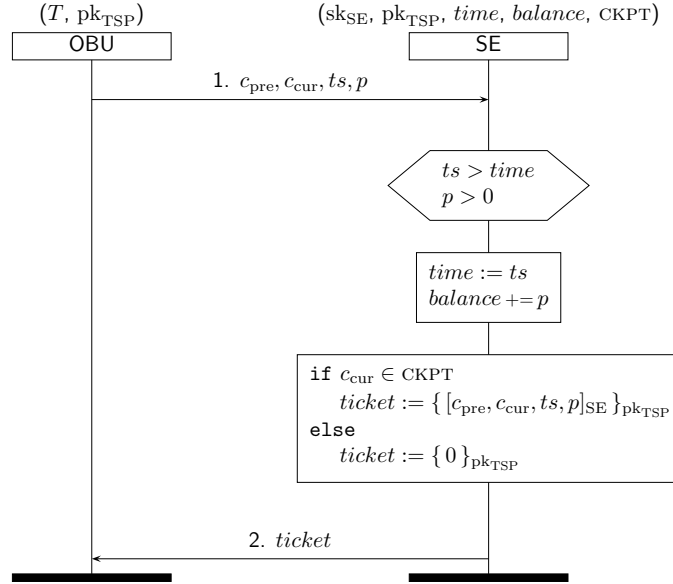 (T, pk_TSP) (sk_SE, pk_TSP, time, balance, CKPT)
OBU SE
1. c_pre, c_cur, ts, p
ts > time
p > 0
time := ts
balance += p
if c_cur ∈ CKPT
ticket := { [c_pre, c_cur, ts, p]_SE }_pk_TSP
else
ticket := { 0 }_pk_TSP
2. ticket